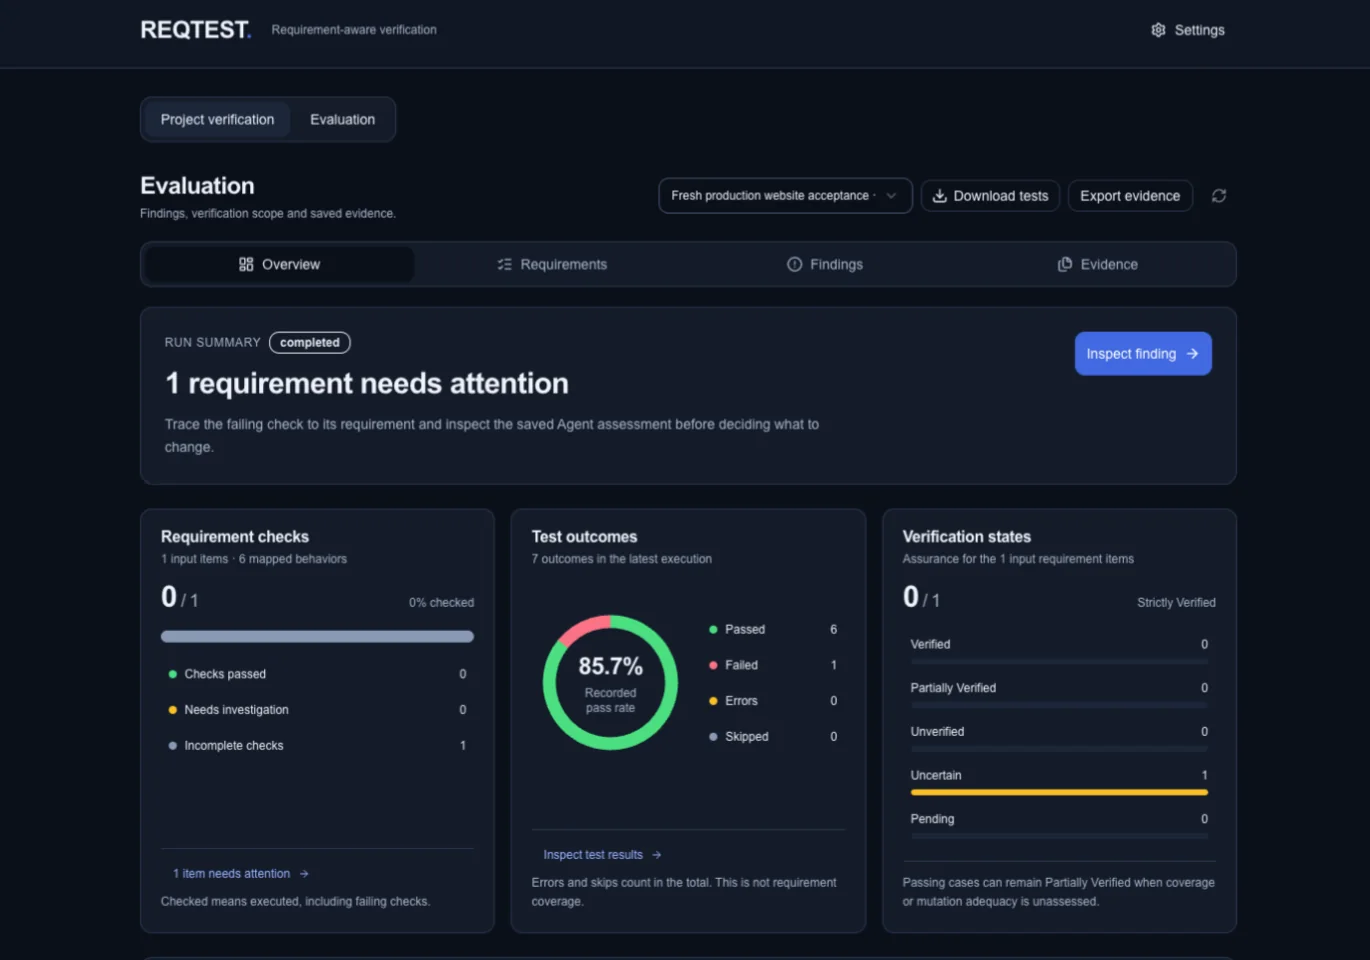 REQTEST.
Requirement-aware verification
Settings
Project verification
Evaluation
Evaluation
Findings, verification scope and saved evidence.
Fresh production website acceptance ·
Download tests
Export evidence
Overview
Requirements
Findings
Evidence
RUN SUMMARY
completed
1 requirement needs attention
Trace the failing check to its requirement and inspect the saved Agent assessment before deciding what to
change.
Inspect finding
Requirement checks
1 input items · 6 mapped behaviors
0 / 1
0% checked
Checks passed 0
Needs investigation 0
Incomplete checks 1
1 item needs attention
Checked means executed, including failing checks.
Test outcomes
7 outcomes in the latest execution
85.7%
Recorded
pass rate
Passed 6
Failed 1
Errors 0
Skipped 0
Inspect test results
Errors and skips count in the total. This is not requirement
coverage.
Verification states
Assurance for the 1 input requirement items
0 / 1
Strictly Verified
Verified 0
Partially Verified 0
Unverified 0
Uncertain 1
Pending 0
Passing cases can remain Partially Verified when coverage
or mutation adequacy is unassessed.